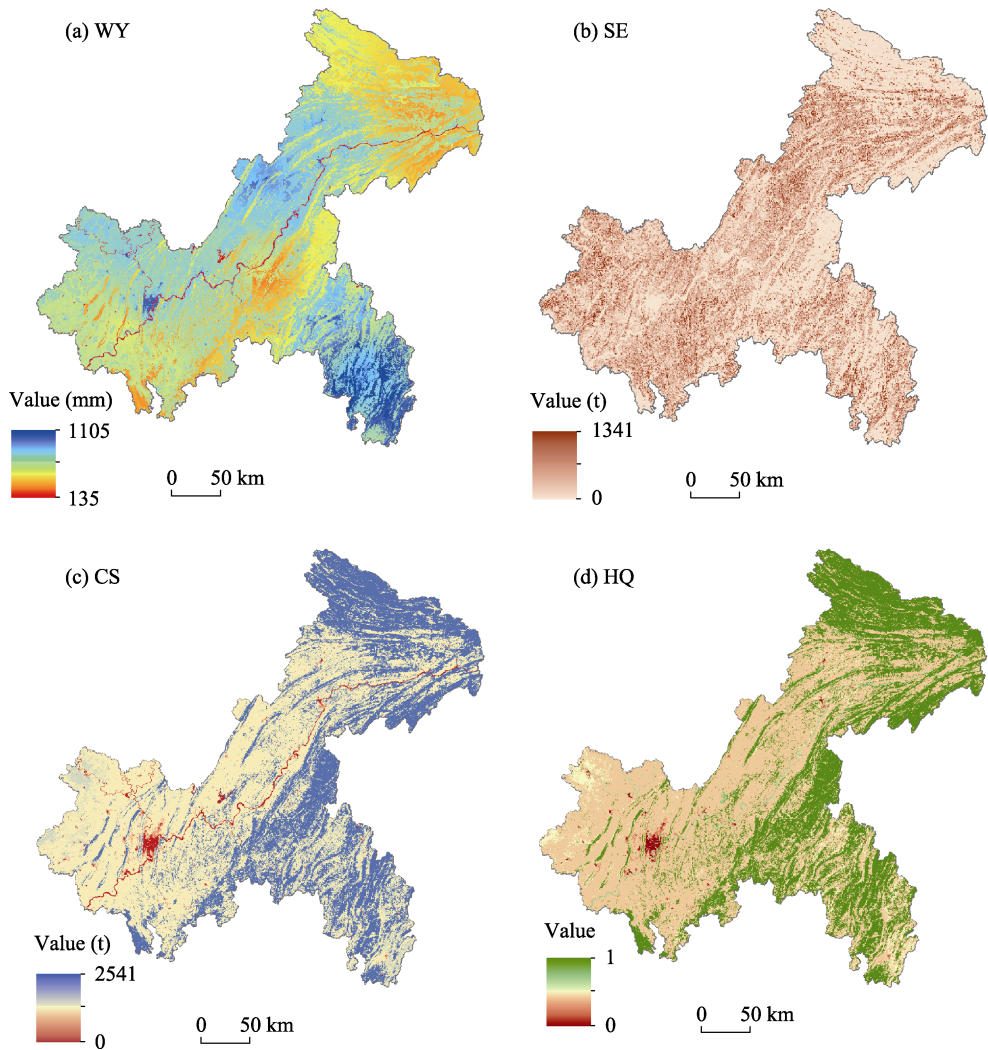 (a) WY
Value (mm)
1105
135
0 50 km
(b) SE
Value (t)
1341
0
0 50 km
(c) CS
Value (t)
2541
0
0 50 km
(d) HQ
Value
1
0
0 50 km